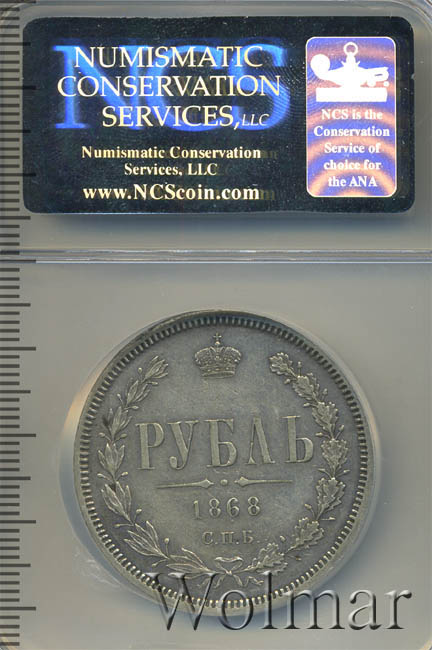 NUMISMATIC
CONSERVATION
SERVICES, LLC
Numismatic Conservation
Services, LLC
www.NCScoin.com
NCS is the
Conservation
Service of
choice for
the ANA
РУБЛЬ
1868
С.П.Б.
Wolmar